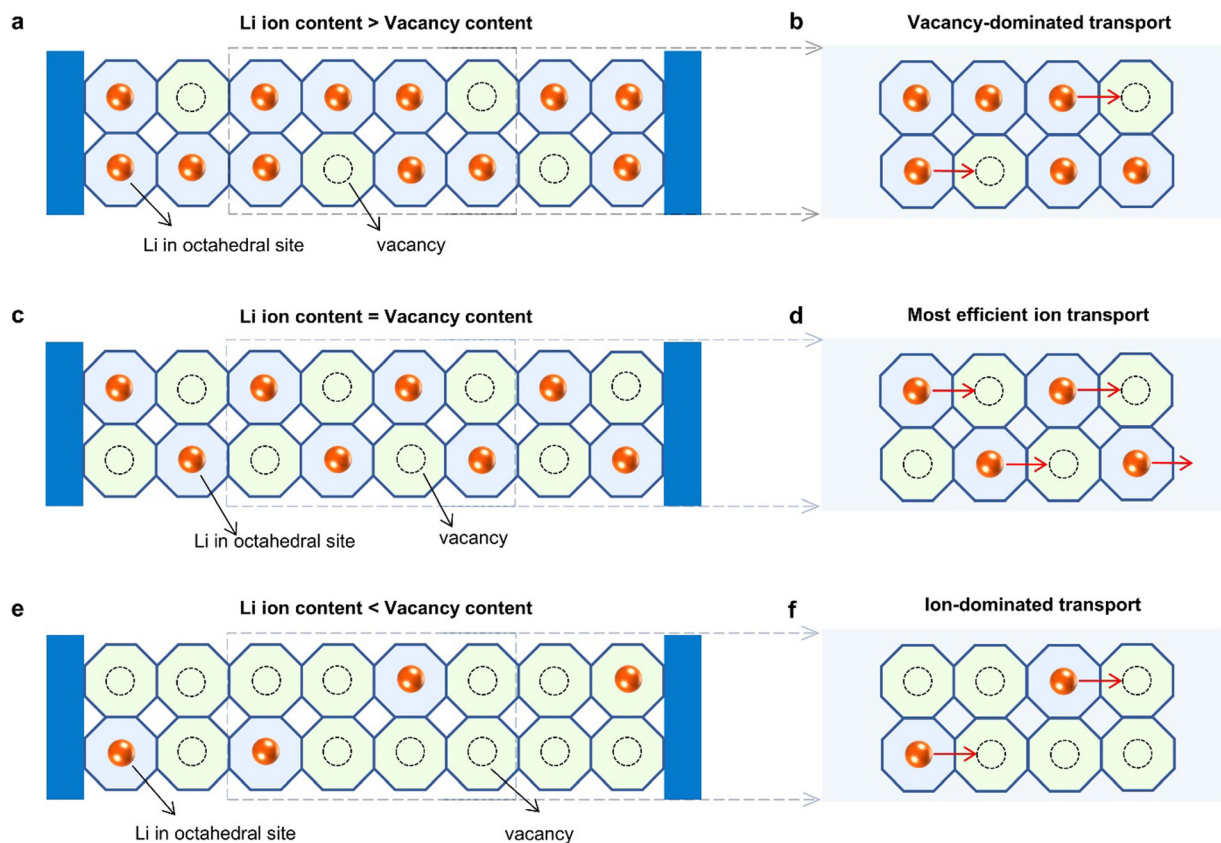 a
Li ion content > Vacancy content
b
Vacancy-dominated transport
Li in octahedral site
vacancy
c
Li ion content = Vacancy content
d
Most efficient ion transport
Li in octahedral site
vacancy
e
Li ion content < Vacancy content
f
Ion-dominated transport
Li in octahedral site
vacancy